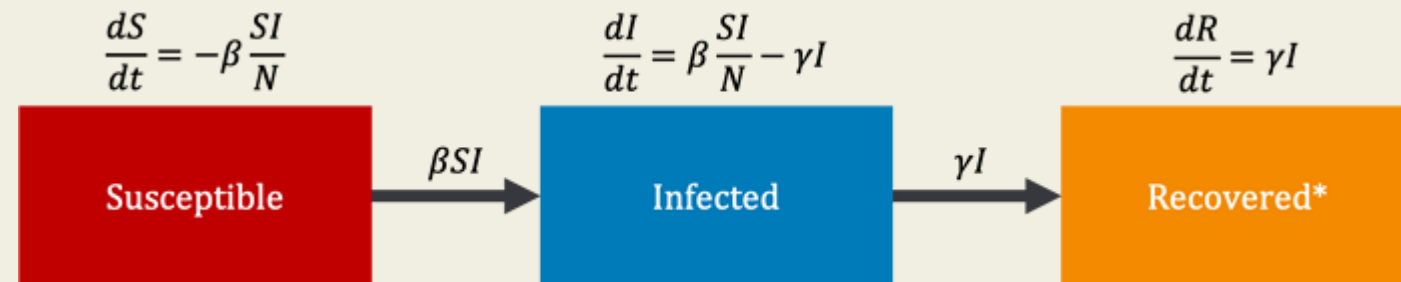 dS/dt = −β SI/N
dI/dt = β SI/N − γI
dR/dt = γI
Susceptible
βSI
Infected
γI
Recovered*